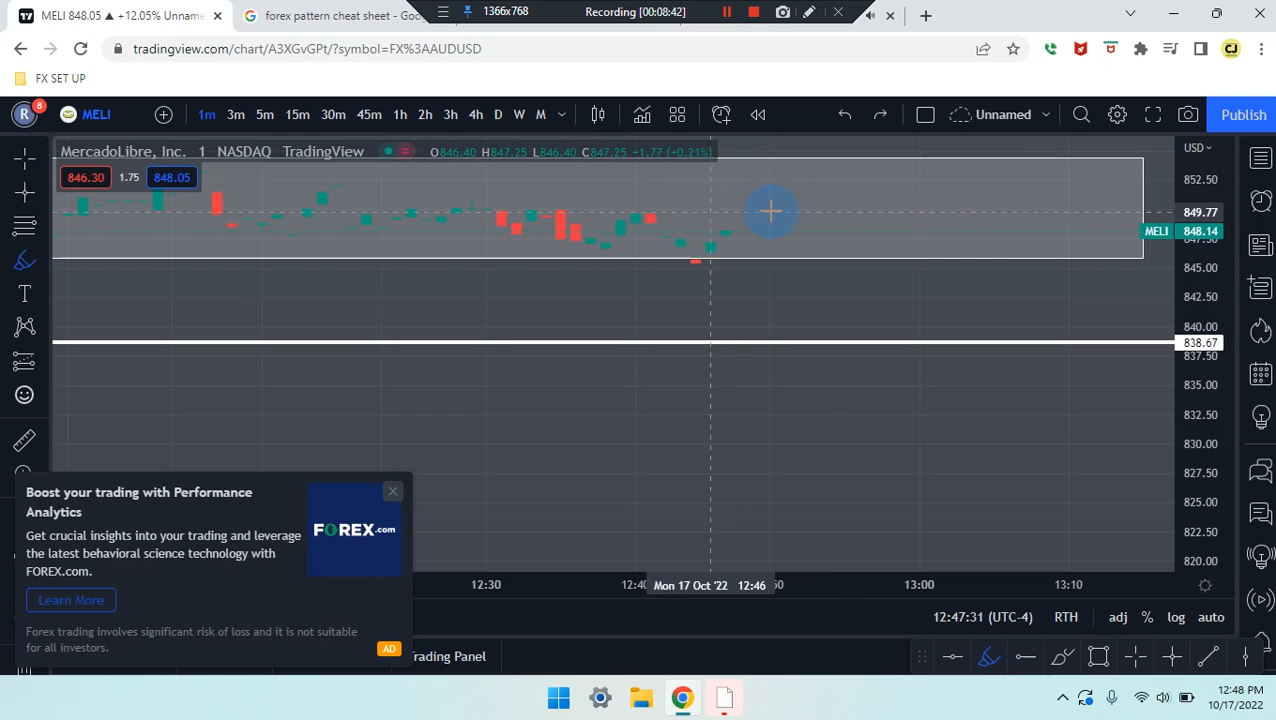 MELI 848.05 ▲ +12.05% Unname
forex pattern cheat sheet - Goo
1366x768
Recording [00:08:42]
tradingview.com/chart/A3XGvGPt/?symbol=FX%3AAUDUSD
CJ
FX SET UP
R
8
MELI
1m 3m 5m 15m 30m 45m 1h 2h 3h 4h D W M
Unnamed
Publish
MercadoLibre, Inc. 1 NASDAQ TradingView
O846.40 H847.25 L846.40 C847.25 +1.77 (+0.21%)
USD
846.30 1.75 848.05
852.50
849.77
MELI 848.14
847.50
845.00
842.50
840.00
838.67
837.50
835.00
832.50
830.00
827.50
825.00
822.50
820.00
Boost your trading with Performance
Analytics
Get crucial insights into your trading and leverage
the latest behavioral science technology with
FOREX.com.
FOREX.com
Learn More
Forex trading involves significant risk of loss and it is not suitable
for all investors.
AD
12:30
Mon 17 Oct '22 12:46
13:00
13:10
12:47:31 (UTC-4)
RTH
adj % log auto
Trading Panel
12:48 PM
10/17/2022